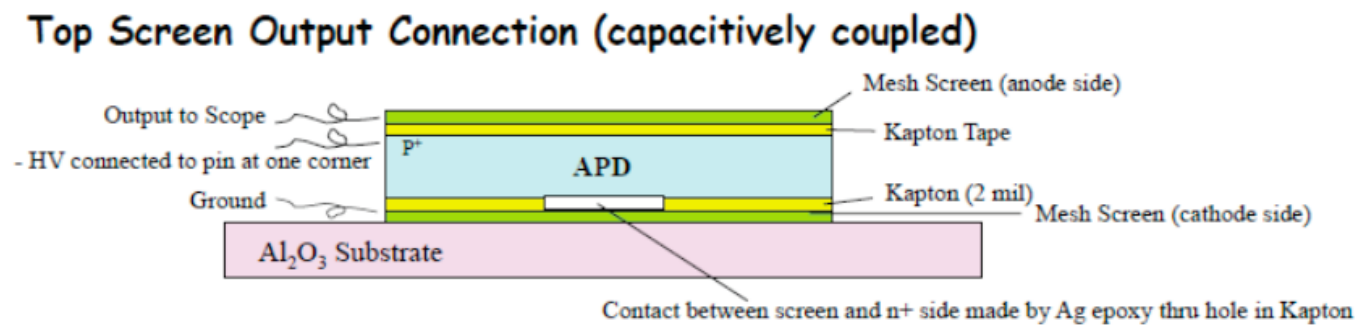 Top Screen Output Connection (capacitively coupled)
Mesh Screen (anode side)
Output to Scope
Kapton Tape
P+
- HV connected to pin at one corner
APD
Ground
Kapton (2 mil)
Mesh Screen (cathode side)
Al₂O₃ Substrate
Contact between screen and n+ side made by Ag epoxy thru hole in Kapton